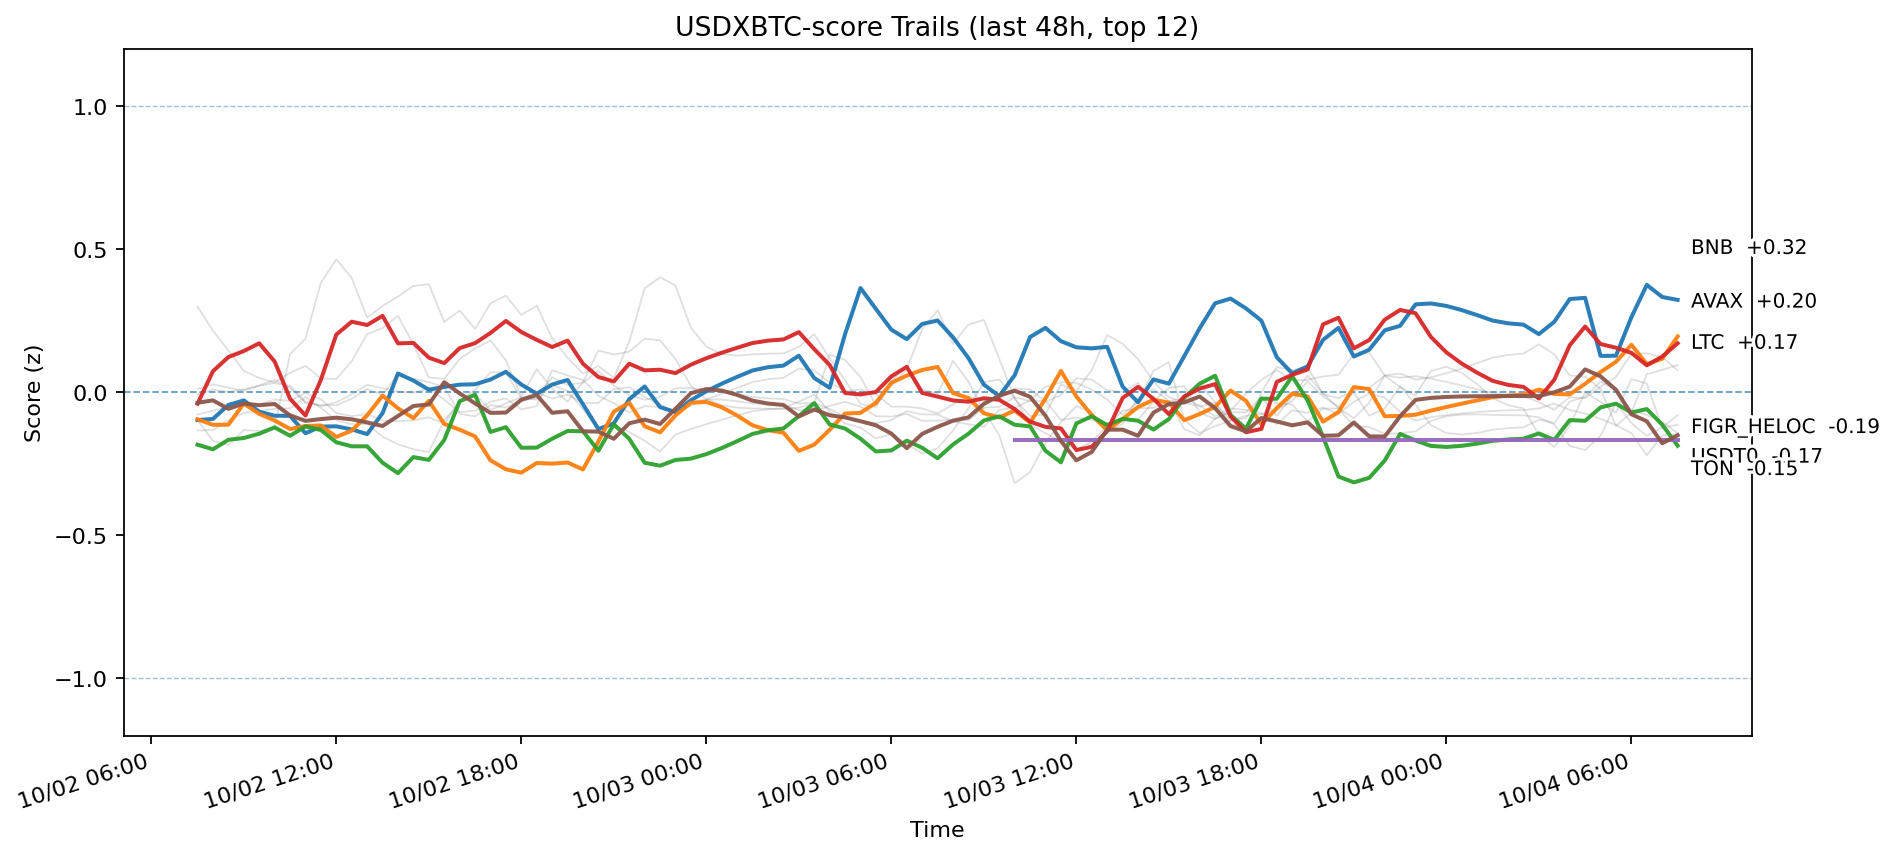 USDXBTC-score Trails (last 48h, top 12)
1.0
0.5
0.0
−0.5
−1.0
Score (z)
BNB +0.32
AVAX +0.20
LTC +0.17
FIGR_HELOC -0.19
USDT0 -0.17
TON -0.15
10/02 06:00
10/02 12:00
10/02 18:00
10/03 00:00
10/03 06:00
10/03 12:00
10/03 18:00
10/04 00:00
10/04 06:00
Time